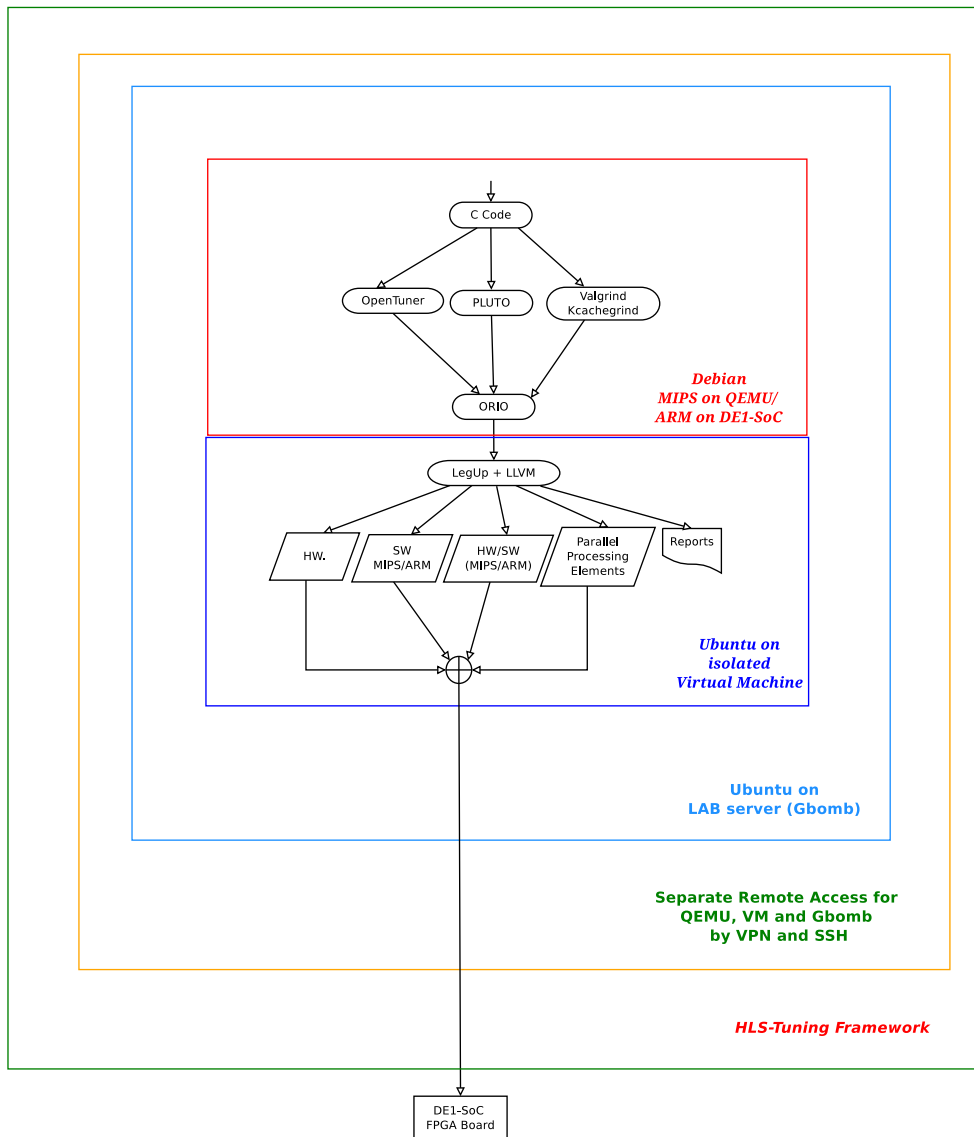 C Code
OpenTuner
PLUTO
Valgrind
Kcachegrind
ORIO
Debian
MIPS on QEMU/
ARM on DE1-SoC
LegUp + LLVM
HW.
SW
MIPS/ARM
HW/SW
(MIPS/ARM)
Parallel
Processing
Elements
Reports
Ubuntu on
isolated
Virtual Machine
Ubuntu on
LAB server (Gbomb)
Separate Remote Access for
QEMU, VM and Gbomb
by VPN and SSH
HLS-Tuning Framework
DE1-SoC
FPGA Board